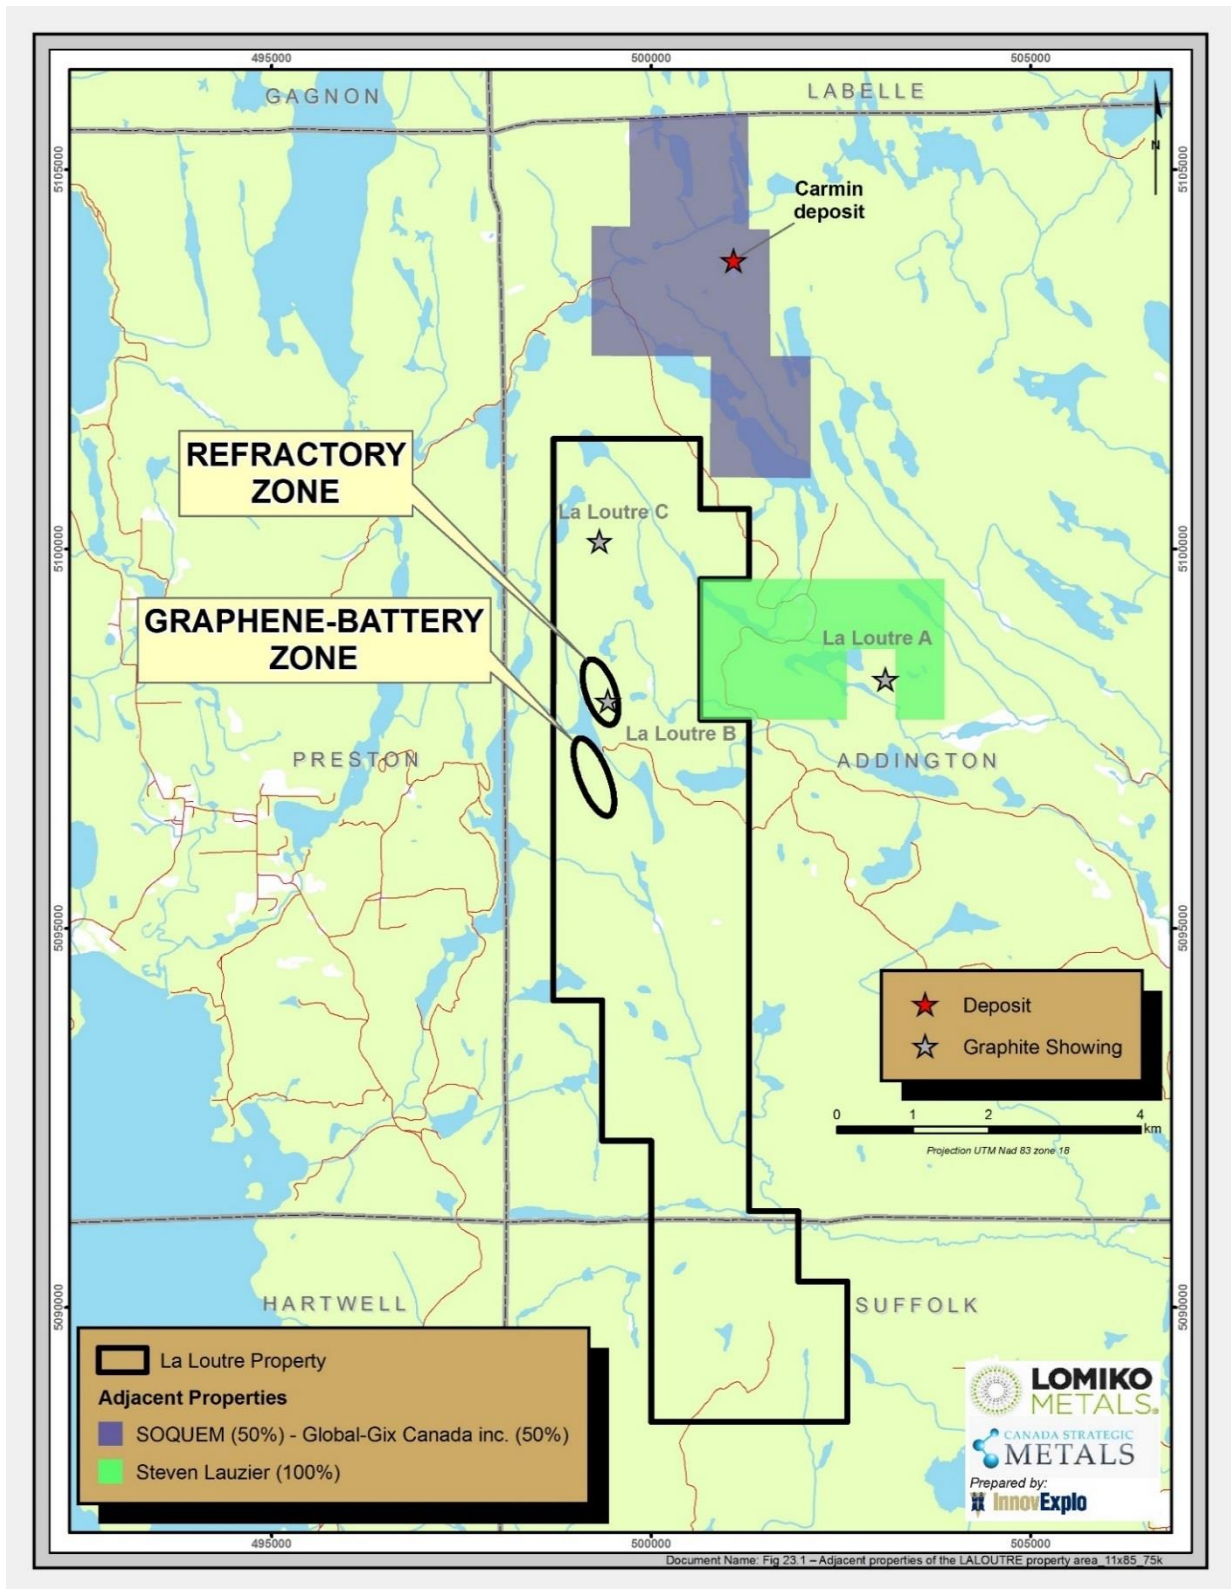 495000
500000
505000
GAGNON
LABELLE
N
5105000
5105000
Carmin
deposit
REFRACTORY
ZONE
La Loutre C
5100000
5100000
GRAPHENE-BATTERY
ZONE
La Loutre A
La Loutre B
PRESTON
ADDINGTON
5095000
5095000
Deposit
Graphite Showing
0 1 2 4
km
Projection UTM Nad 83 zone 18
HARTWELL
SUFFOLK
5090000
5090000
La Loutre Property
Adjacent Properties
SOQUEM (50%) - Global-Gix Canada inc. (50%)
Steven Lauzier (100%)
LOMIKO
METALS®
CANADA STRATEGIC
METALS
Prepared by:
InnovExplo
495000
500000
505000
Document Name: Fig 23.1 – Adjacent properties of the LALOUTRE property area_11x85_75k